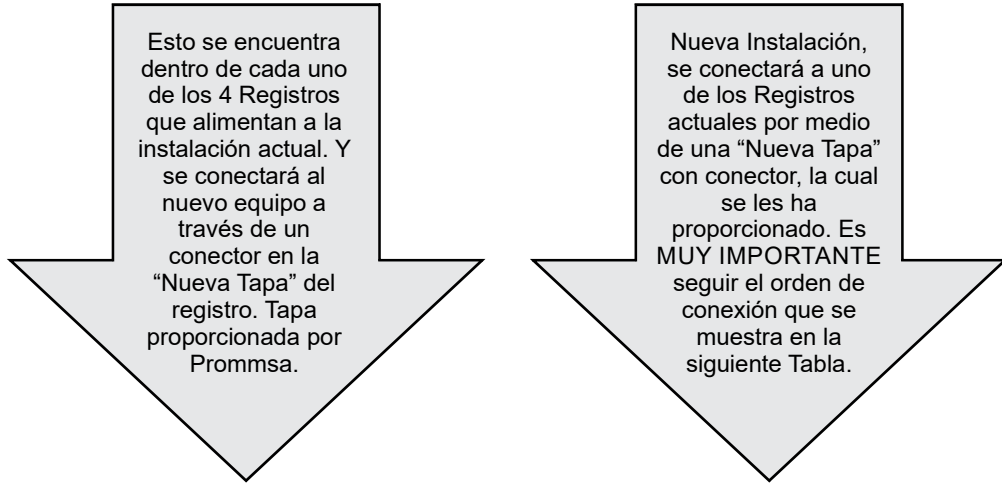 Esto se encuentra
dentro de cada uno
de los 4 Registros
que alimentan a la
instalación actual. Y
se conectará al
nuevo equipo a
través de un
conector en la
“Nueva Tapa” del
registro. Tapa
proporcionada por
Prommsa.
Nueva Instalación,
se conectará a uno
de los Registros
actuales por medio
de una “Nueva Tapa”
con conector, la cual
se les ha
proporcionado. Es
MUY IMPORTANTE
seguir el orden de
conexión que se
muestra en la
siguiente Tabla.